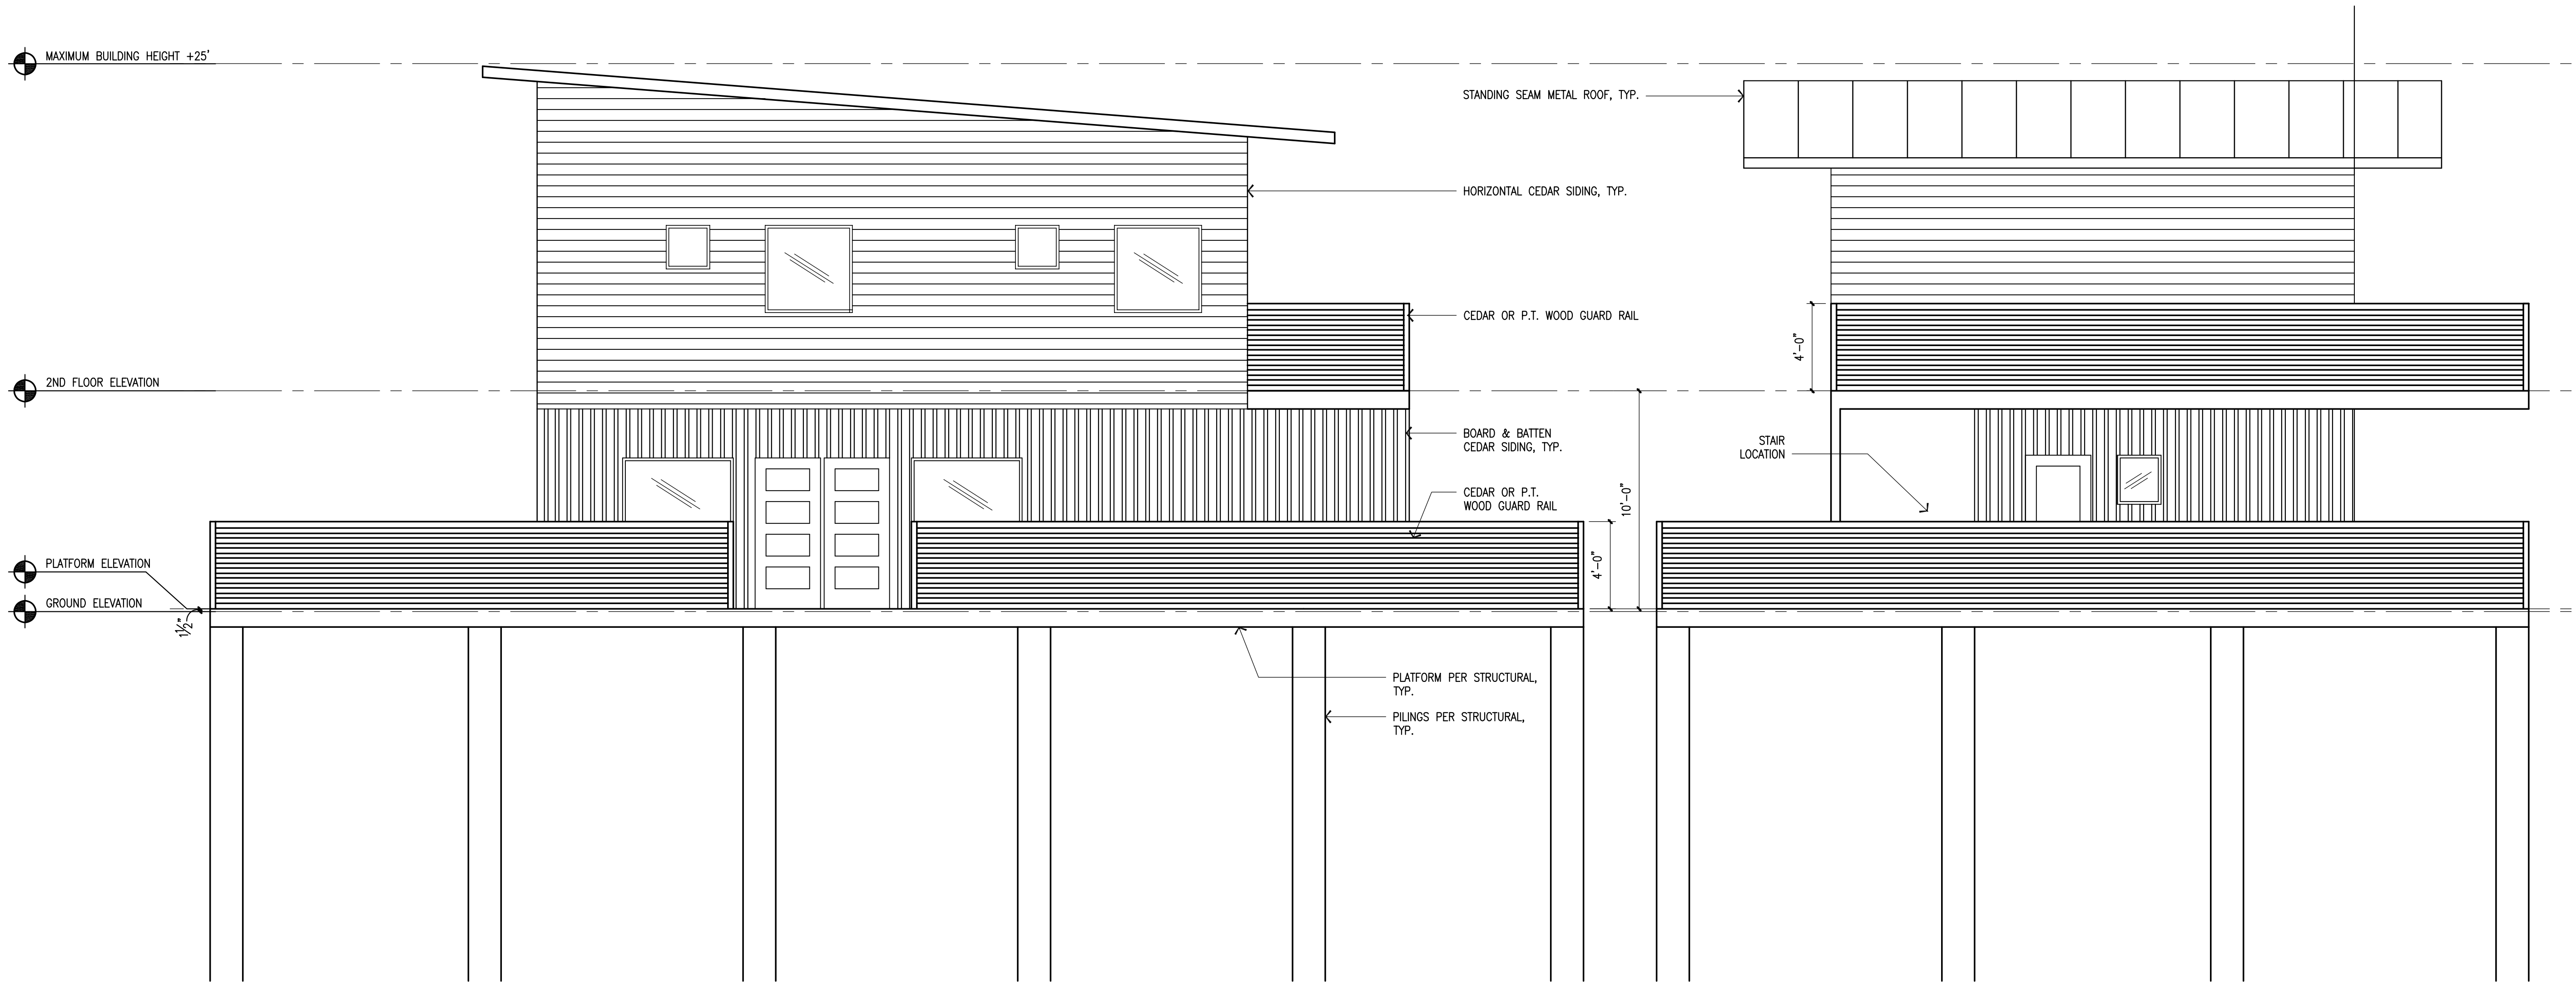 MAXIMUM BUILDING HEIGHT +25'
STANDING SEAM METAL ROOF, TYP.
HORIZONTAL CEDAR SIDING, TYP.
CEDAR OR P.T. WOOD GUARD RAIL
4'-0"
2ND FLOOR ELEVATION
BOARD & BATTEN
CEDAR SIDING, TYP.
STAIR
LOCATION
CEDAR OR P.T.
WOOD GUARD RAIL
10'-0"
4'-0"
PLATFORM ELEVATION
GROUND ELEVATION
1½"
PLATFORM PER STRUCTURAL,
TYP.
PILINGS PER STRUCTURAL,
TYP.